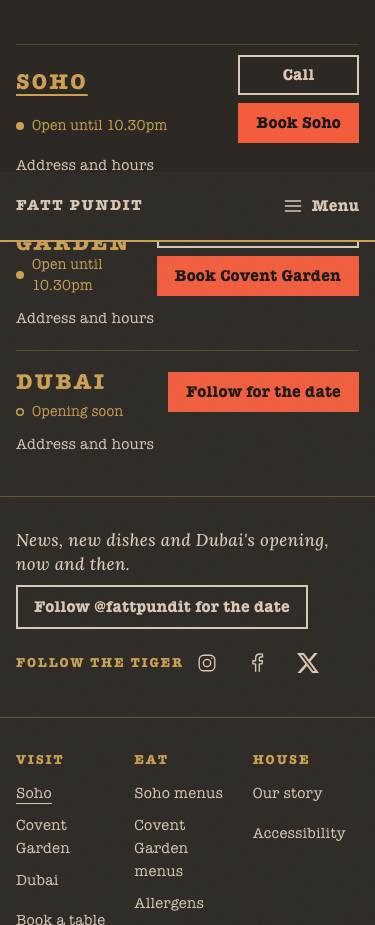 SOHO
Call
Open until 10.30pm
Book Soho
Address and hours
FATT PUNDIT
Menu
GARDEN
Open until
10.30pm
Book Covent Garden
Address and hours
DUBAI
Follow for the date
Opening soon
Address and hours
News, new dishes and Dubai's opening,
now and then.
Follow @fattpundit for the date
FOLLOW THE TIGER
VISIT
Soho
Covent
Garden
Dubai
Book a table
EAT
Soho menus
Covent
Garden
menus
Allergens
HOUSE
Our story
Accessibility